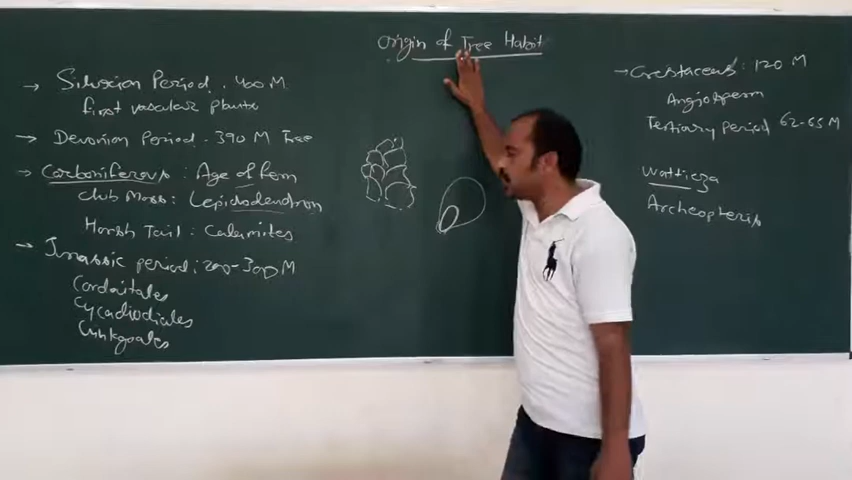 Origin of Tree Habit
→ Silurian Period. 400 M
first vascular plants
→ Devonian Period. 390 M Tree
→ Carboniferous : Age of fern
club Moss: Lepidodendron
Horsh Tail: Calamites
→ Jurassic period: 200-300 M
Cordaitales
Cycadiodiales
Ginkgoales
→ Cretaceous: 120 M
Angiosperm
Tertiary period 62-65 M
Wattieza
Archeopteris